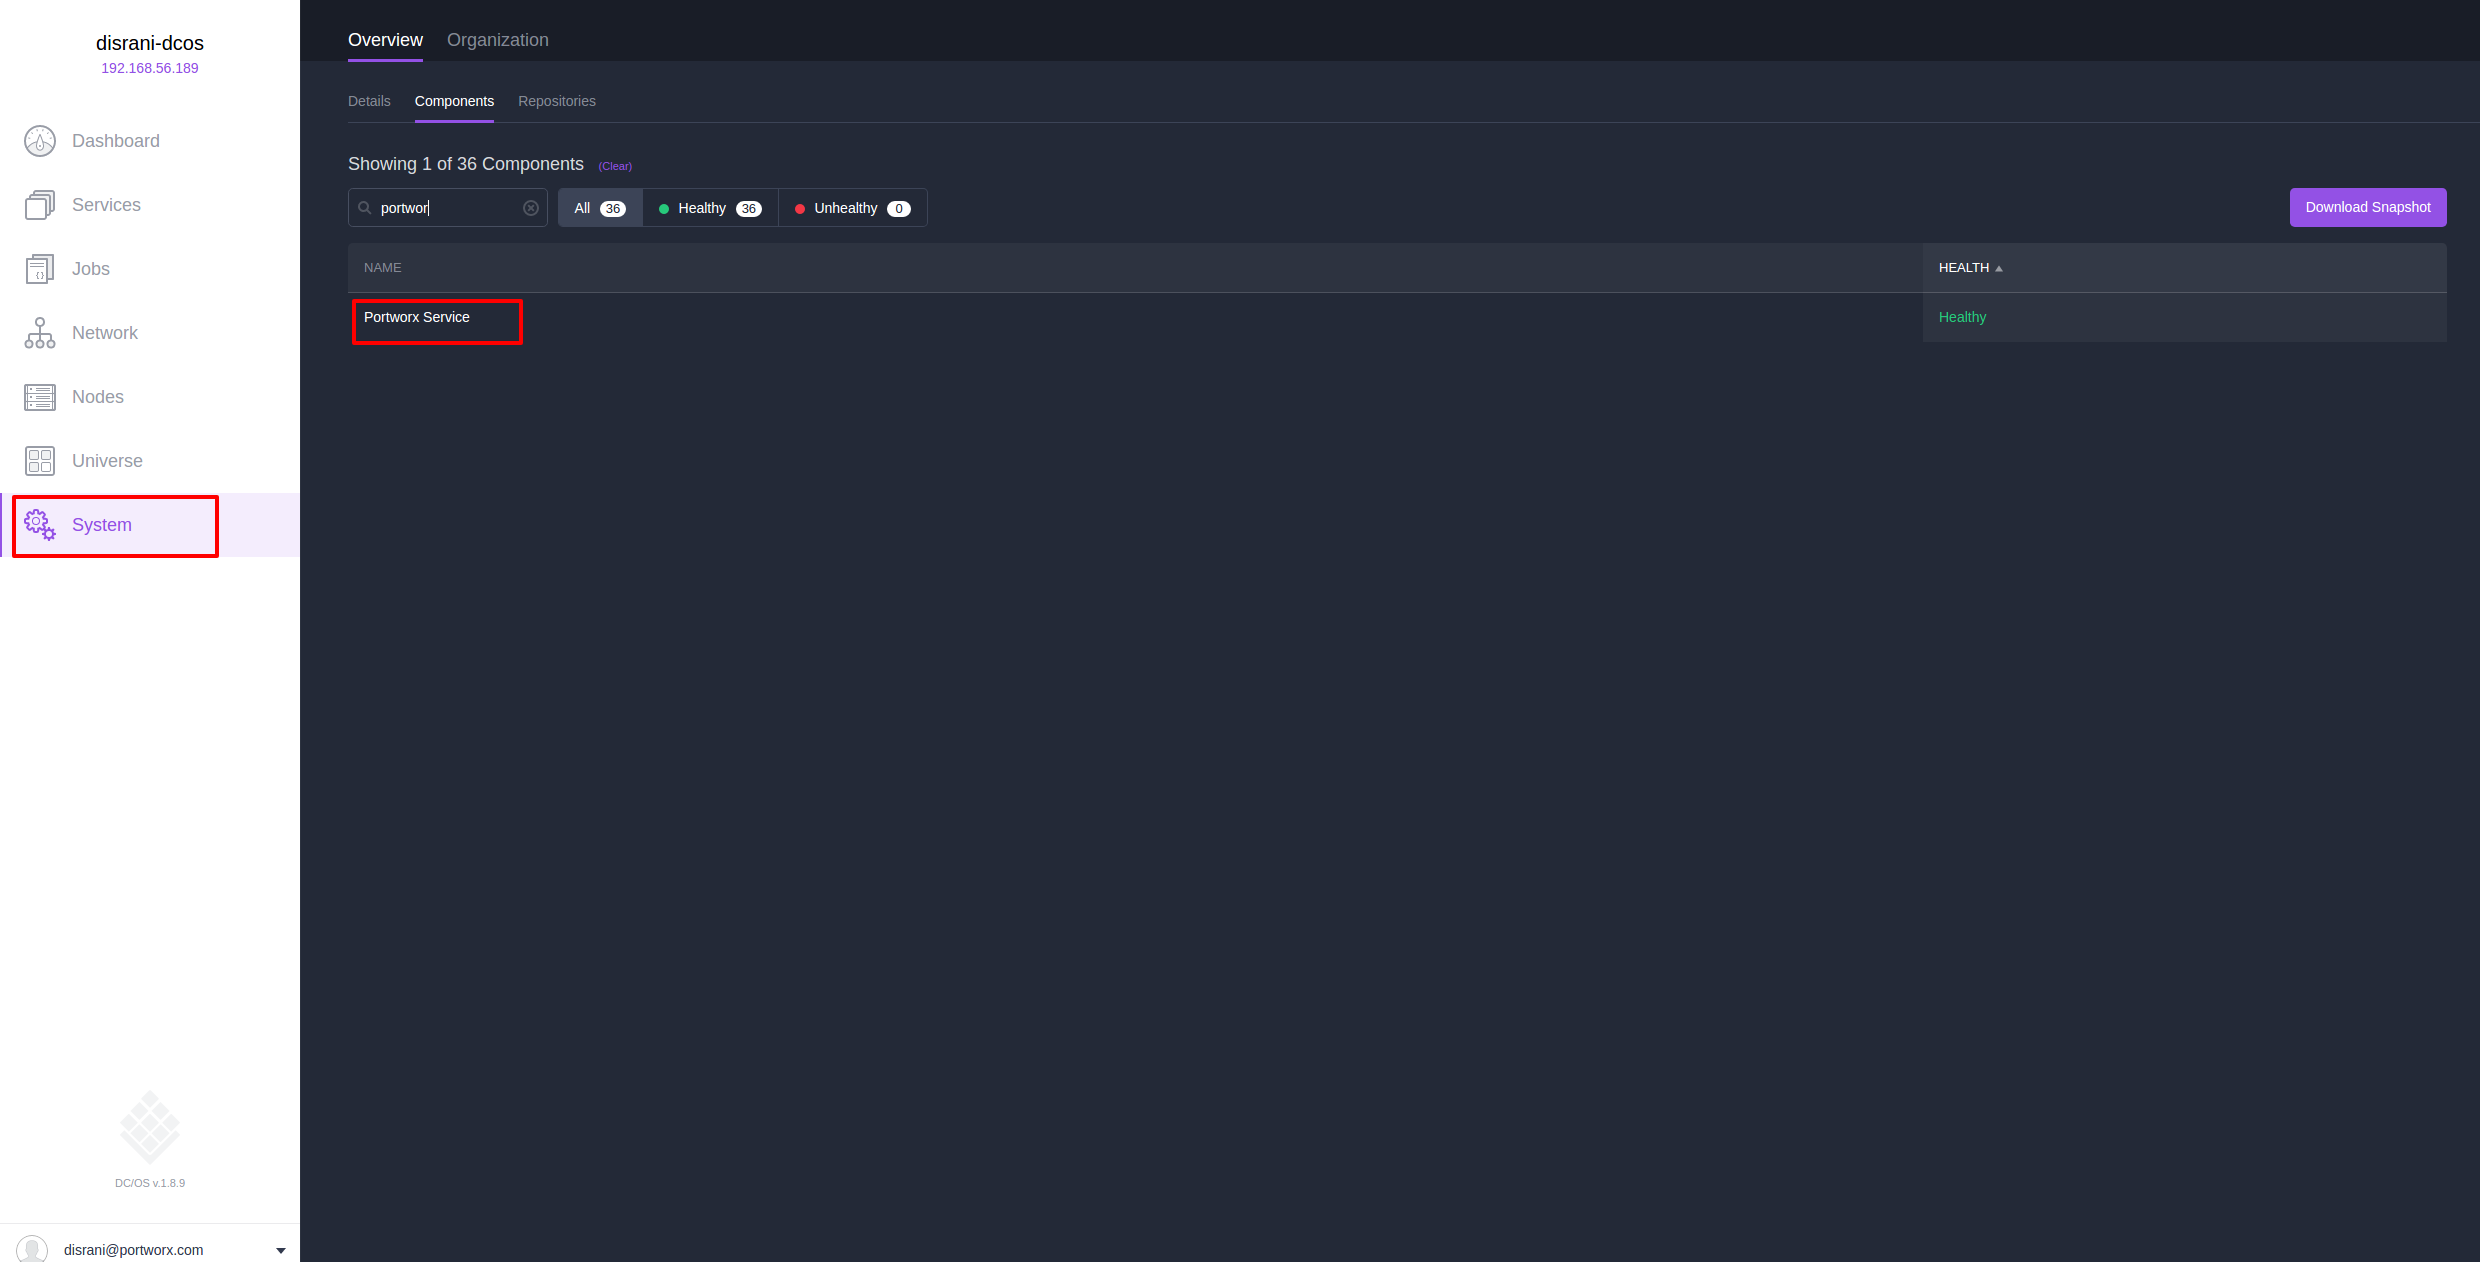 disrani-dcos
192.168.56.189
Dashboard
Services
Jobs
Network
Nodes
Universe
System
DC/OS v.1.8.9
disrani@portworx.com
Overview Organization
Details Components Repositories
Showing 1 of 36 Components (Clear)
portwor All 36 Healthy 36 Unhealthy 0 Download Snapshot
NAME HEALTH
Portworx Service Healthy